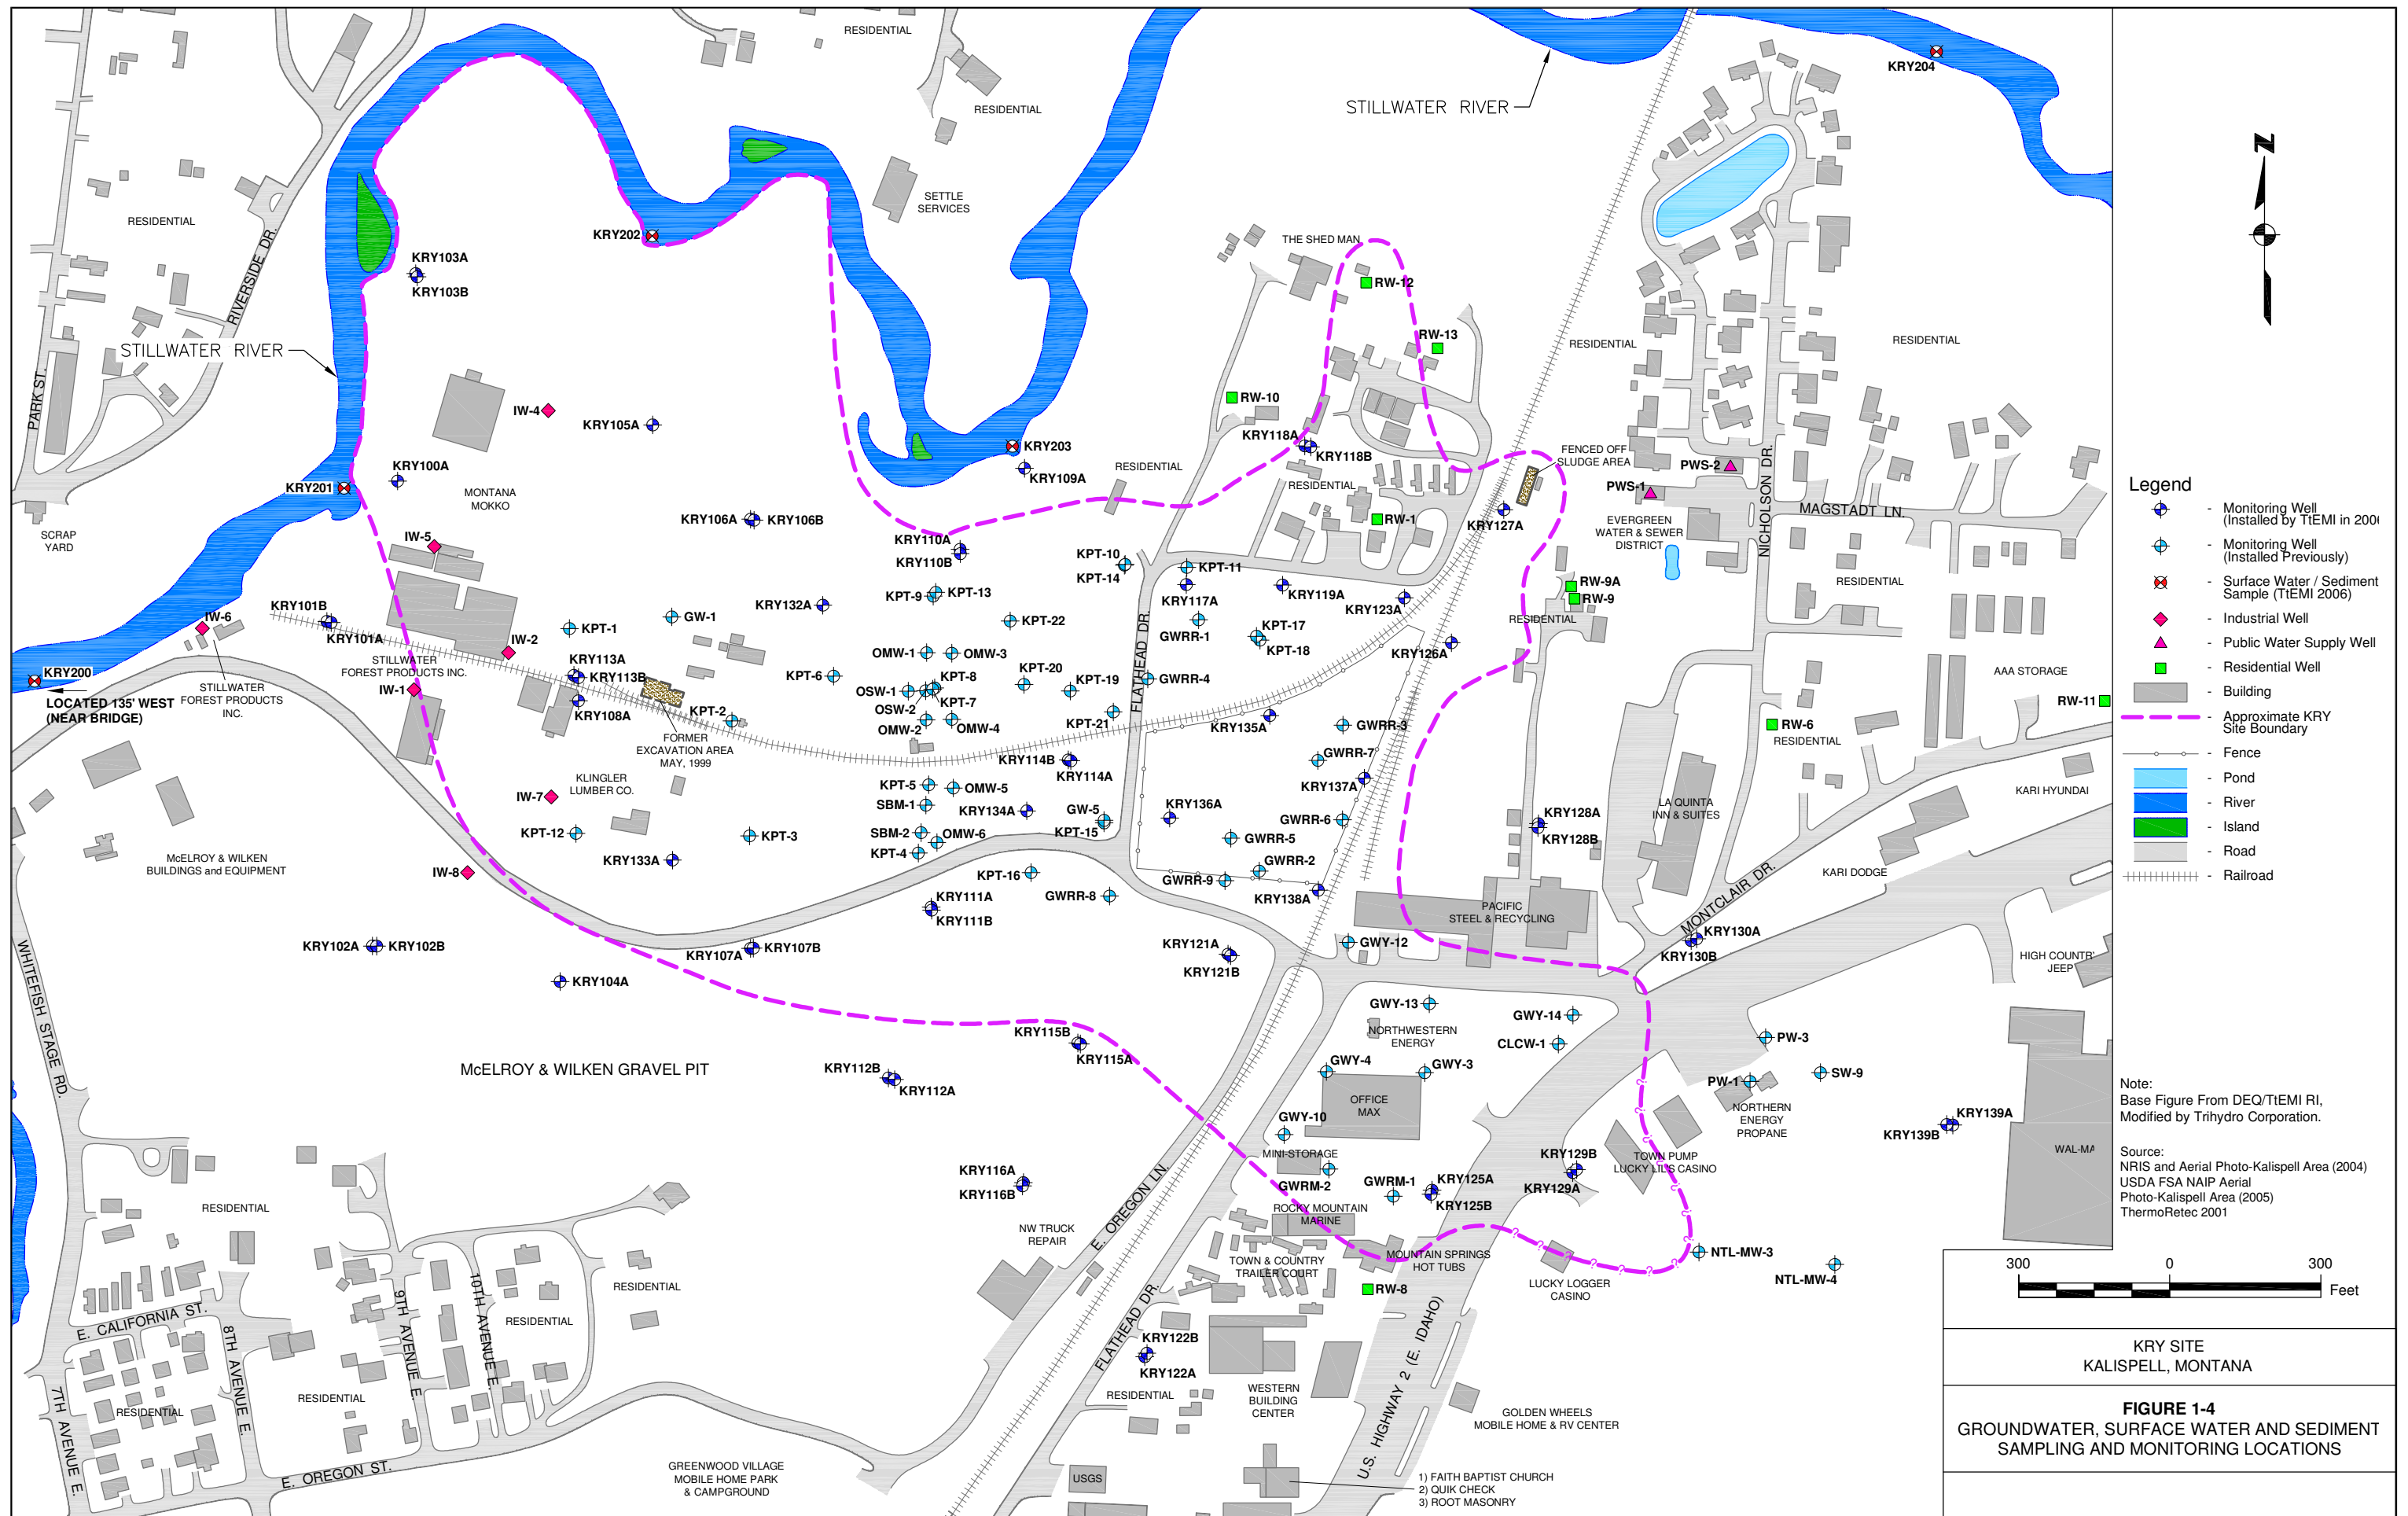 RESIDENTIAL
STILLWATER RIVER
KRY204
RESIDENTIAL
SETTLE
SERVICES
RESIDENTIAL
RIVERSIDE DR.
KRY202
THE SHED MAN
KRY103A
KRY103B
RW-12
STILLWATER RIVER
RW-13
RESIDENTIAL
RESIDENTIAL
PARK ST.
IW-4
KRY105A
RW-10
KRY118A
KRY118B
KRY203
KRY109A
RESIDENTIAL
FENCED OFF
SLUDGE AREA
PWS-2
PWS-1
NICHOLSON DR.
KRY100A
KRY201
MONTANA
MOKKO
RESIDENTIAL
RW-1
KRY127A
MAGSTADT LN.
EVERGREEN
WATER & SEWER
DISTRICT
SCRAP
YARD
IW-5
KRY106A
KRY106B
KRY110A
KRY110B
KPT-10
KPT-14
KPT-11
KRY117A
KRY119A
KRY123A
RW-9A
RW-9
RESIDENTIAL
RESIDENTIAL
KPT-9
KPT-13
KRY132A
GW-1
KPT-22
GWRR-1
KPT-17
KPT-18
KRY126A
IW-6
KRY101B
KRY101A
KPT-1
IW-2
OMW-1
OMW-3
FLATHEAD DR.
STILLWATER
FOREST PRODUCTS INC.
KRY113A
KRY113B
KPT-6
KPT-20
KPT-8
OSW-1
KPT-7
OSW-2
KPT-19
GWRR-4
AAA STORAGE
KRY200
LOCATED 135' WEST
(NEAR BRIDGE)
STILLWATER
FOREST PRODUCTS
INC.
IW-1
KRY108A
KPT-2
OMW-2
OMW-4
KPT-21
KRY135A
GWRR-3
RW-6
RESIDENTIAL
RW-11
FORMER
EXCAVATION AREA
MAY, 1999
GWRR-7
KRY114B
KRY114A
KRY137A
KLINGLER
LUMBER CO.
IW-7
KPT-5
OMW-5
SBM-1
KRY134A
GW-5
KPT-15
KRY136A
GWRR-6
GWRR-5
KRY128A
KRY128B
LA QUINTA
INN & SUITES
KARI HYUNDAI
KPT-12
KPT-3
SBM-2
OMW-6
KPT-4
McELROY & WILKEN
BUILDINGS and EQUIPMENT
KRY133A
IW-8
KPT-16
GWRR-2
GWRR-9
GWRR-8
KRY138A
KARI DODGE
MONTCLAIR DR.
KRY111A
KRY111B
PACIFIC
STEEL & RECYCLING
WHITEFISH STAGE RD.
KRY102A
KRY102B
KRY107A
KRY107B
KRY104A
KRY121A
KRY121B
GWY-12
KRY130A
KRY130B
HIGH COUNTR
JEEP
GWY-13
GWY-14
NORTHWESTERN
ENERGY
CLCW-1
PW-3
KRY115B
KRY115A
McELROY & WILKEN GRAVEL PIT
KRY112B
KRY112A
GWY-4
GWY-3
PW-1
SW-9
OFFICE
MAX
NORTHERN
ENERGY
PROPANE
GWY-10
KRY139A
KRY139B
WAL-MA
MINI-STORAGE
KRY129B
KRY129A
TOWN PUMP
LUCKY LIL'S CASINO
KRY116A
KRY116B
GWRM-2
GWRM-1
KRY125A
KRY125B
ROCKY MOUNTAIN
MARINE
RESIDENTIAL
NW TRUCK
REPAIR
E. OREGON LN.
TOWN & COUNTRY
TRAILER COURT
MOUNTAIN SPRINGS
HOT TUBS
NTL-MW-3
NTL-MW-4
LUCKY LOGGER
CASINO
RW-8
RESIDENTIAL
RESIDENTIAL
E. CALIFORNIA ST.
8TH AVENUE E.
9TH AVENUE E.
10TH AVENUE E.
FLATHEAD DR.
KRY122B
KRY122A
RESIDENTIAL
RESIDENTIAL
RESIDENTIAL
7TH AVENUE E.
WESTERN
BUILDING
CENTER
U.S. HIGHWAY 2 (E. IDAHO)
GOLDEN WHEELS
MOBILE HOME & RV CENTER
E. OREGON ST.
GREENWOOD VILLAGE
MOBILE HOME PARK
& CAMPGROUND
USGS
1) FAITH BAPTIST CHURCH
2) QUIK CHECK
3) ROOT MASONRY
? ? ? ? ? ? ? ? ? ?
N
Legend
- Monitoring Well
(Installed by TtEMI in 200
- Monitoring Well
(Installed Previously)
- Surface Water / Sediment
Sample (TtEMI 2006)
- Industrial Well
- Public Water Supply Well
- Residential Well
- Building
- Approximate KRY
Site Boundary
- Fence
- Pond
- River
- Island
- Road
- Railroad
Note:
Base Figure From DEQ/TtEMI RI,
Modified by Trihydro Corporation.
Source:
NRIS and Aerial Photo-Kalispell Area (2004)
USDA FSA NAIP Aerial
Photo-Kalispell Area (2005)
ThermoRetec 2001
300 0 300
Feet
KRY SITE
KALISPELL, MONTANA
FIGURE 1-4
GROUNDWATER, SURFACE WATER AND SEDIMENT
SAMPLING AND MONITORING LOCATIONS